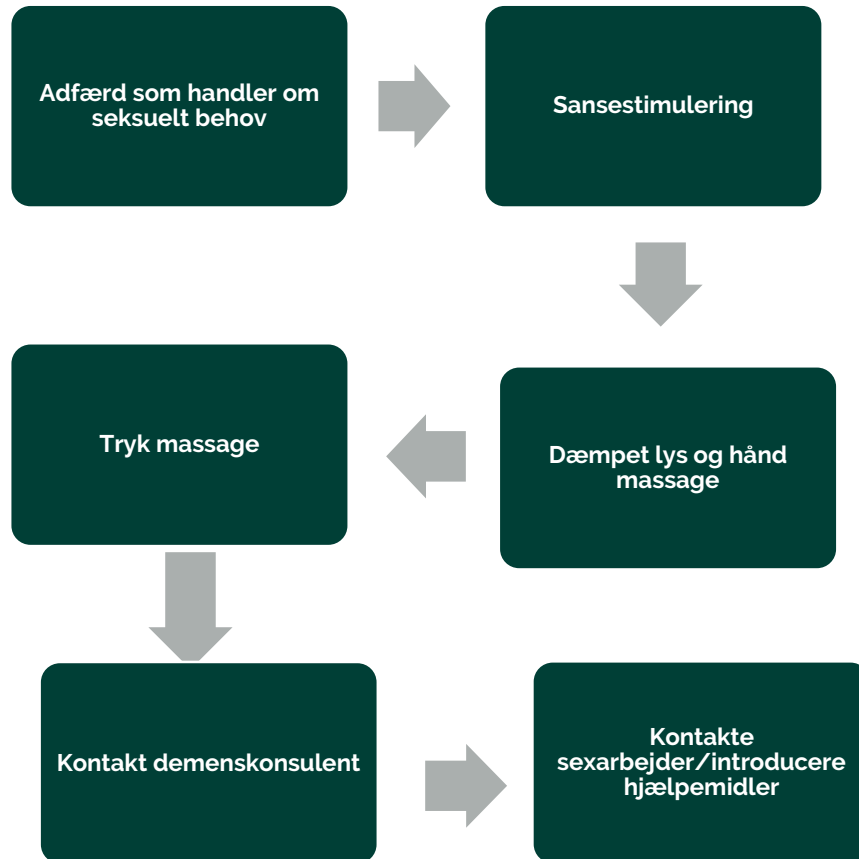 Adfærd som handler om
seksuelt behov
Sansestimulering
Dæmpet lys og hånd
massage
Tryk massage
Kontakt demenskonsulent
Kontakte
sexarbejder/introducere
hjælpemidler